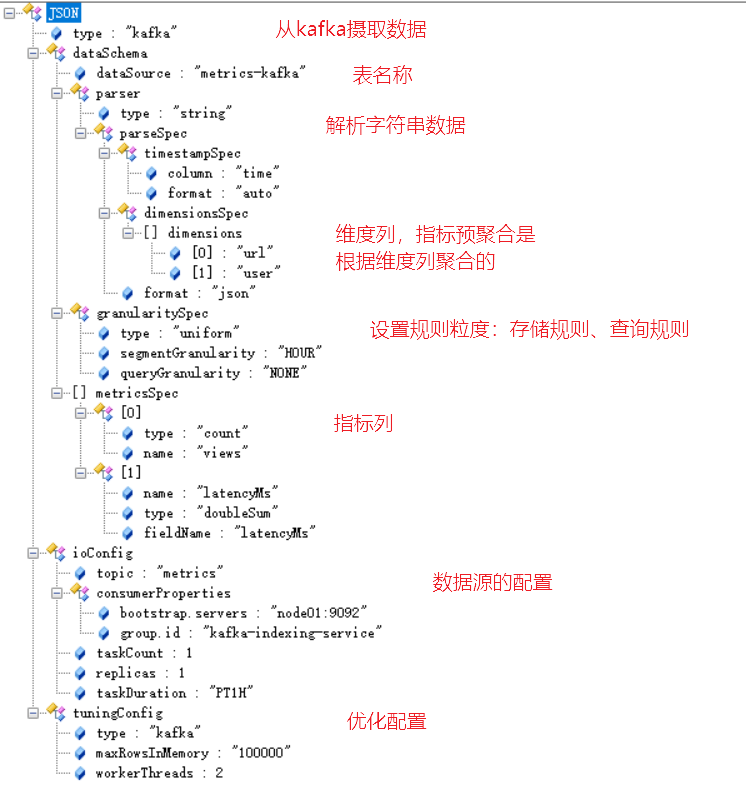 JSON
type : "kafka"
从kafka摄取数据
dataSchema
dataSource : "metrics-kafka"
表名称
parser
type : "string"
解析字符串数据
parseSpec
timestampSpec
column : "time"
format : "auto"
dimensionsSpec
[] dimensions
维度列，指标预聚合是
[0] : "url"
根据维度列聚合的
[1] : "user"
format : "json"
granularitySpec
type : "uniform"
设置规则粒度：存储规则、查询规则
segmentGranularity : "HOUR"
queryGranularity : "NONE"
[] metricsSpec
[0]
指标列
type : "count"
name : "views"
[1]
name : "latencyMs"
type : "doubleSum"
fieldName : "latencyMs"
ioConfig
topic : "metrics"
数据源的配置
consumerProperties
bootstrap.servers : "node01:9092"
group.id : "kafka-indexing-service"
taskCount : 1
replicas : 1
taskDuration : "PT1H"
tuningConfig
优化配置
type : "kafka"
maxRowsInMemory : "100000"
workerThreads : 2